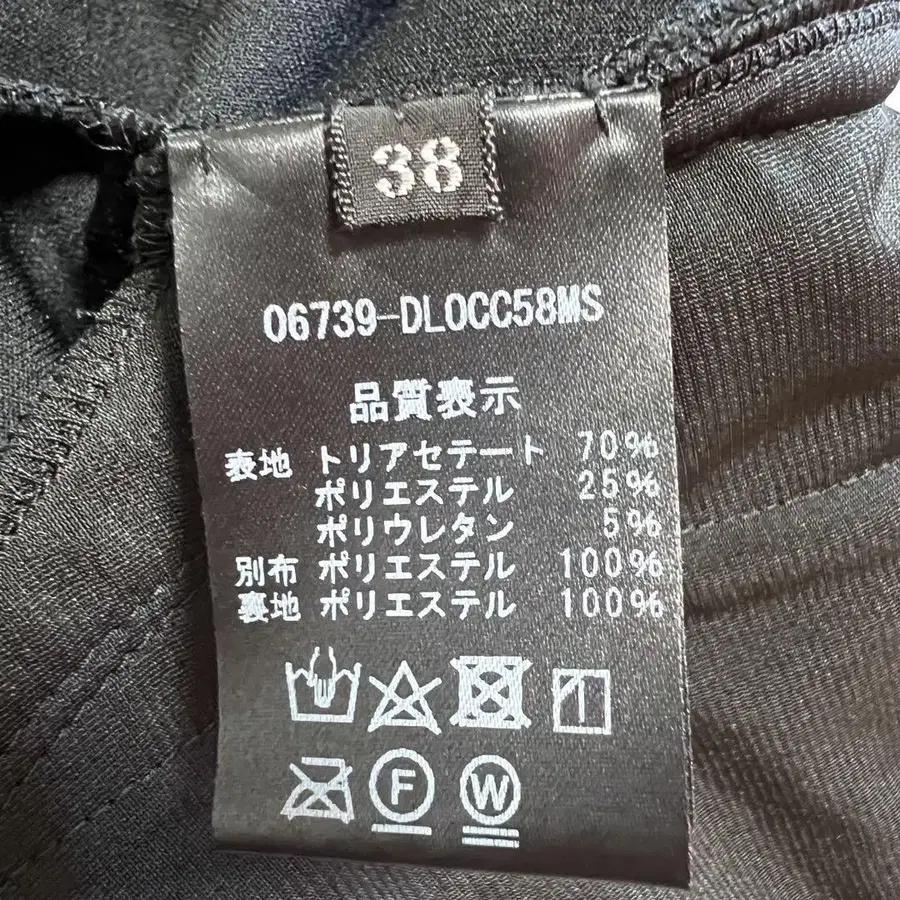 38
06739-DL0CC58MS
品質表示
表地 トリアセテート 70%
ポリエステル 25%
ポリウレタン 5%
別布 ポリエステル 100%
裏地 ポリエステル 100%
F
W